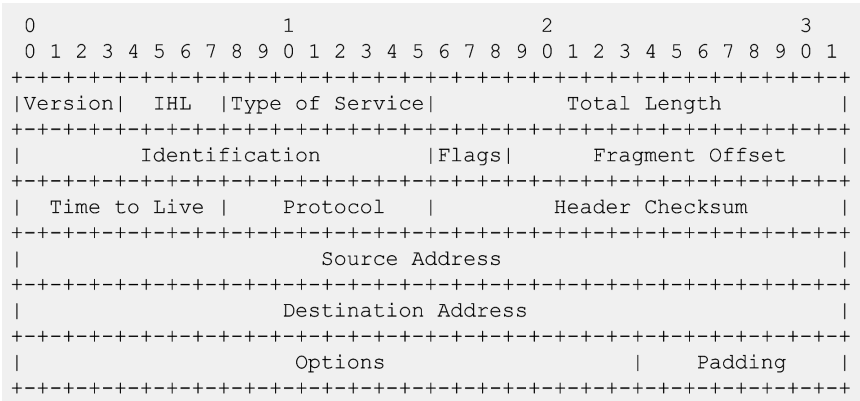 0                   1                   2                   3
 0 1 2 3 4 5 6 7 8 9 0 1 2 3 4 5 6 7 8 9 0 1 2 3 4 5 6 7 8 9 0 1
+-+-+-+-+-+-+-+-+-+-+-+-+-+-+-+-+-+-+-+-+-+-+-+-+-+-+-+-+-+-+-+-+
|Version|  IHL  |Type of Service|          Total Length         |
+-+-+-+-+-+-+-+-+-+-+-+-+-+-+-+-+-+-+-+-+-+-+-+-+-+-+-+-+-+-+-+-+
|         Identification        |Flags|      Fragment Offset    |
+-+-+-+-+-+-+-+-+-+-+-+-+-+-+-+-+-+-+-+-+-+-+-+-+-+-+-+-+-+-+-+-+
|  Time to Live |    Protocol   |         Header Checksum       |
+-+-+-+-+-+-+-+-+-+-+-+-+-+-+-+-+-+-+-+-+-+-+-+-+-+-+-+-+-+-+-+-+
|                       Source Address                          |
+-+-+-+-+-+-+-+-+-+-+-+-+-+-+-+-+-+-+-+-+-+-+-+-+-+-+-+-+-+-+-+-+
|                    Destination Address                        |
+-+-+-+-+-+-+-+-+-+-+-+-+-+-+-+-+-+-+-+-+-+-+-+-+-+-+-+-+-+-+-+-+
|                     Options                   |    Padding    |
+-+-+-+-+-+-+-+-+-+-+-+-+-+-+-+-+-+-+-+-+-+-+-+-+-+-+-+-+-+-+-+-+